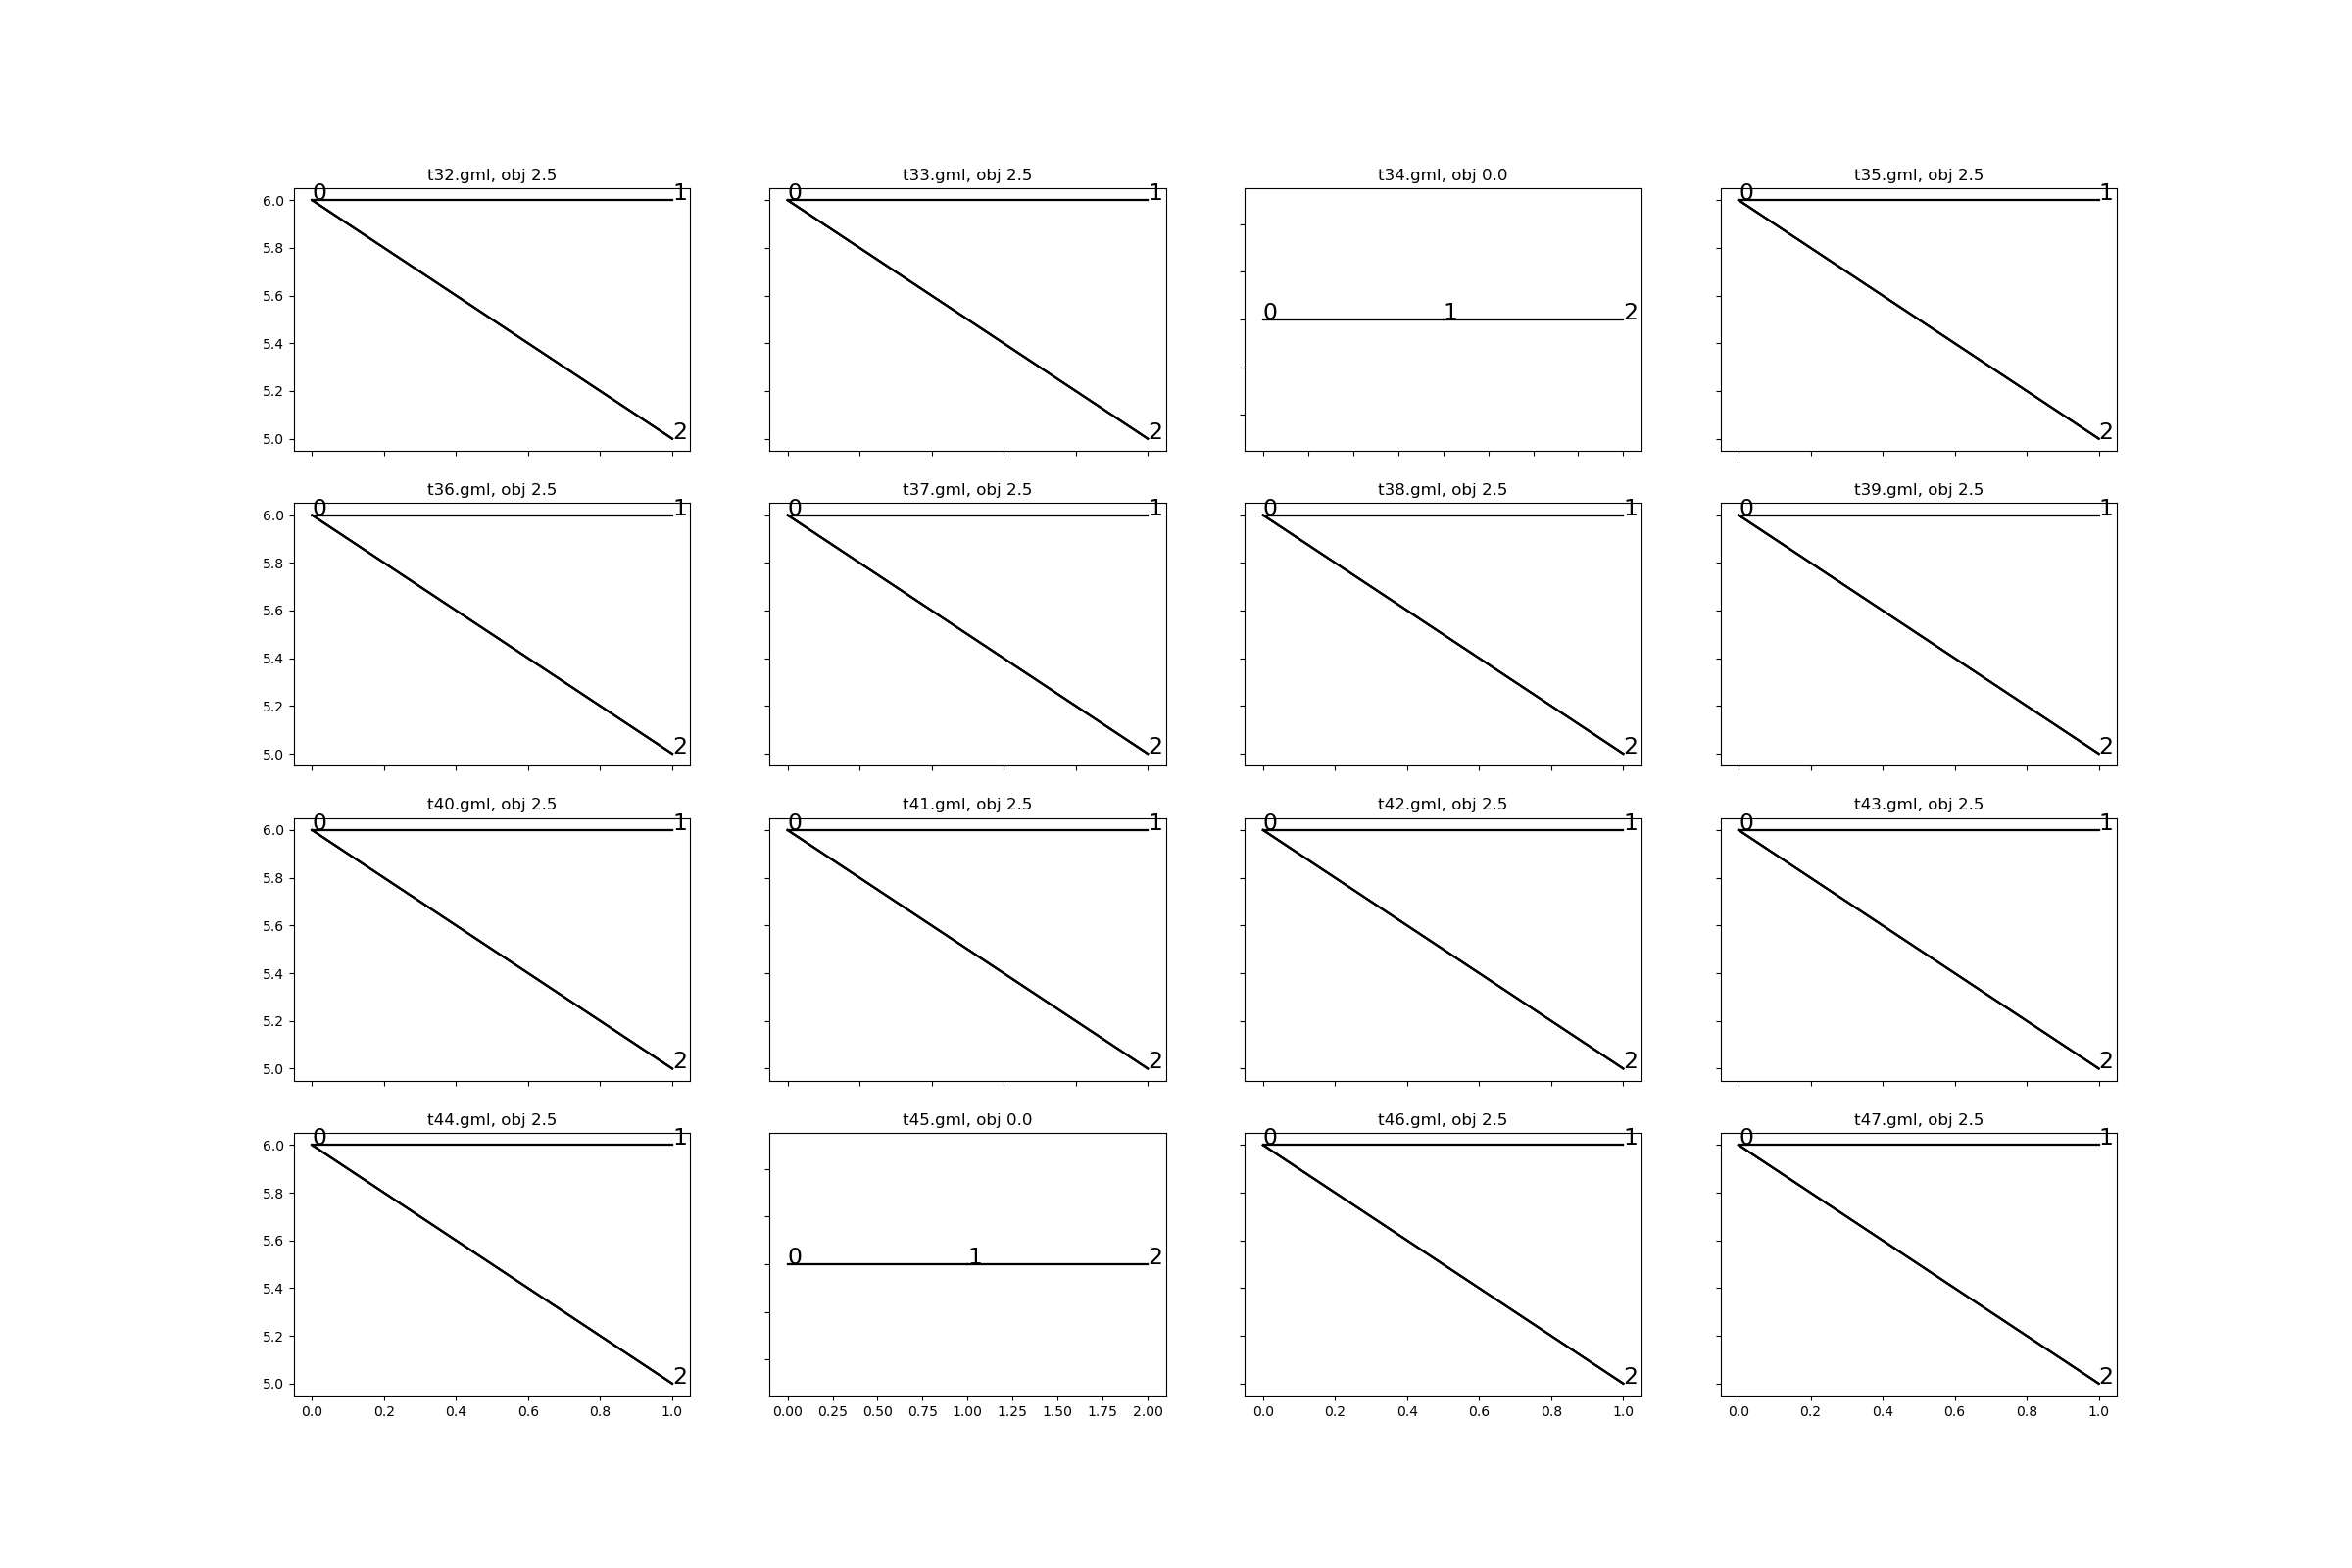 t32.gml, obj 2.5 t33.gml, obj 2.5 t34.gml, obj 0.0 t35.gml, obj 2.5
6.0 0 1 0 1 0 1
5.8
5.6
0 1 2
5.4
5.2
5.0 2 2 2
t36.gml, obj 2.5 t37.gml, obj 2.5 t38.gml, obj 2.5 t39.gml, obj 2.5
6.0 0 1 0 1 0 1 0 1
5.8
5.6
5.4
5.2
5.0 2 2 2 2
t40.gml, obj 2.5 t41.gml, obj 2.5 t42.gml, obj 2.5 t43.gml, obj 2.5
6.0 0 1 0 1 0 1 0 1
5.8
5.6
5.4
5.2
5.0 2 2 2 2
t44.gml, obj 2.5 t45.gml, obj 0.0 t46.gml, obj 2.5 t47.gml, obj 2.5
6.0 0 1 0 1 0 1
5.8
5.6
0 1 2
5.4
5.2
5.0 2 2 2
0.0 0.2 0.4 0.6 0.8 1.0 0.00 0.25 0.50 0.75 1.00 1.25 1.50 1.75 2.00 0.0 0.2 0.4 0.6 0.8 1.0 0.0 0.2 0.4 0.6 0.8 1.0